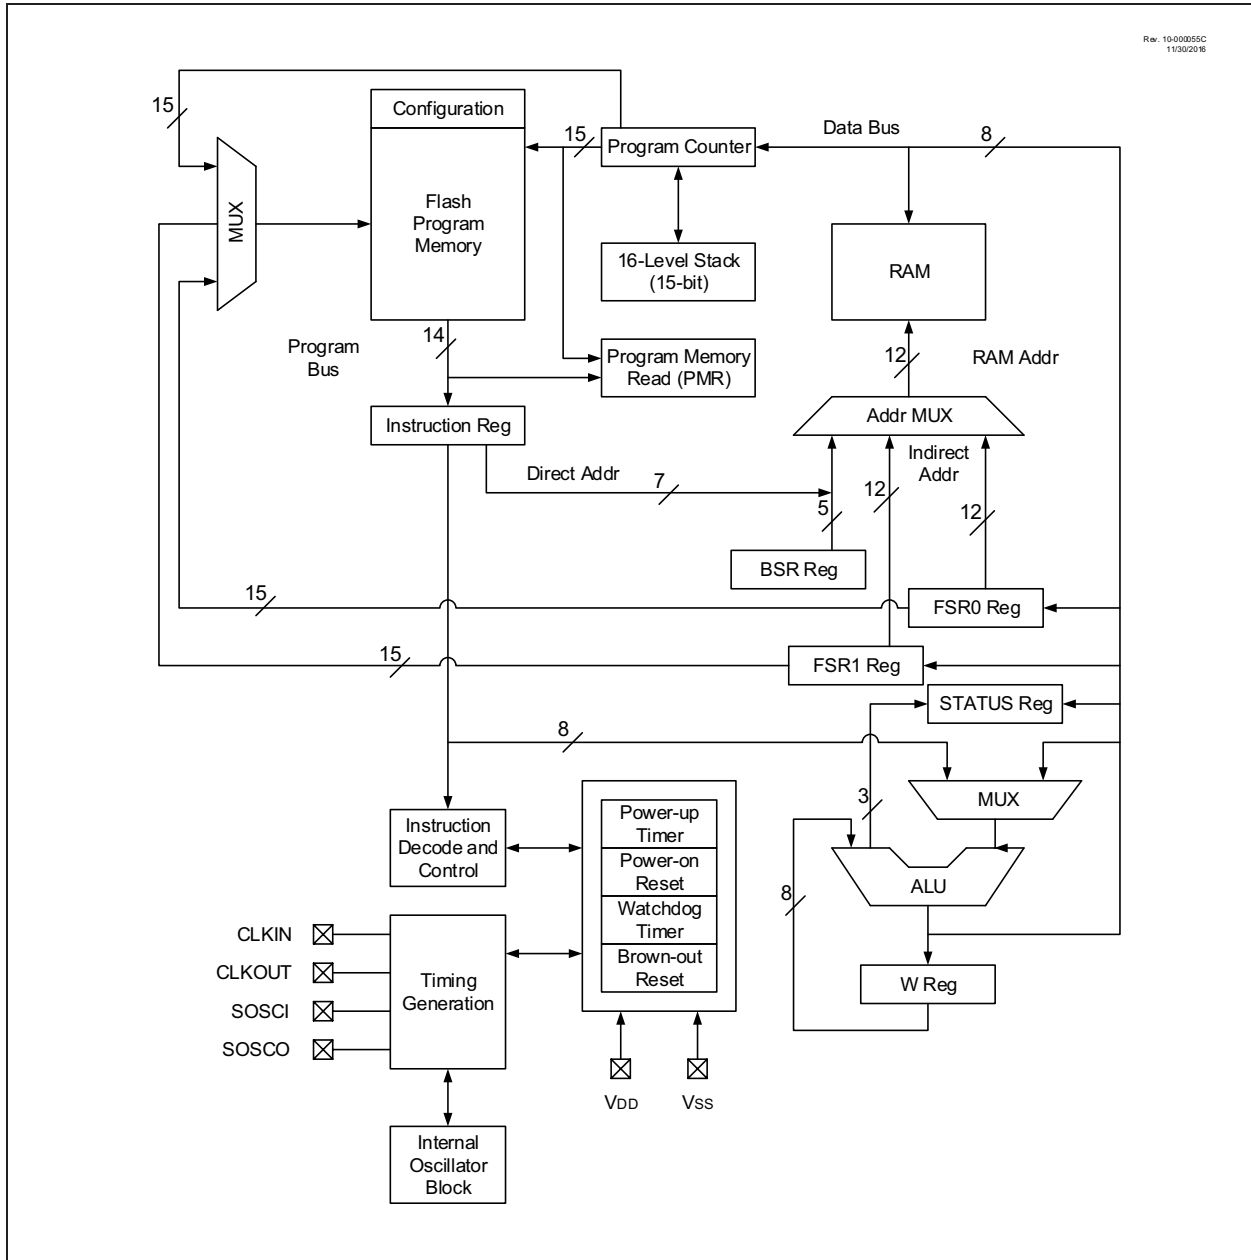 Rev. 10-000055C
11/30/2016
15
Configuration
15
Program Counter
Data Bus
8
MUX
Flash
Program
Memory
16-Level Stack
(15-bit)
RAM
Program
Bus
14
Program Memory
Read (PMR)
12
RAM Addr
Instruction Reg
Addr MUX
Direct Addr
7
Indirect
Addr
12
5
12
BSR Reg
15
FSR0 Reg
15
FSR1 Reg
STATUS Reg
8
3
MUX
Instruction
Decode and
Control
Power-up
Timer
Power-on
Reset
Watchdog
Timer
Brown-out
Reset
8
ALU
W Reg
CLKIN
CLKOUT
SOSCI
SOSCO
Timing
Generation
VDD
VSS
Internal
Oscillator
Block